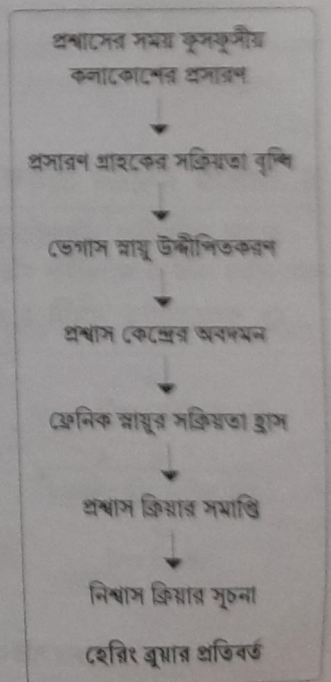 প্রশ্বাসের সময় ফুসফুসীয়
কলাকোশের প্রসারণ
প্রসারণ গ্রাহকের সক্রিয়তা বৃদ্ধি
ভেগাস স্নায়ু উদ্দীপিতকরণ
প্রশ্বাস কেন্দ্রের অবদমন
ফ্রেনিক স্নায়ুর সক্রিয়তা হ্রাস
প্রশ্বাস ক্রিয়ার সমাপ্তি
নিশ্বাস ক্রিয়ার সূচনা
হেরিং ব্রুয়ার প্রতিবর্ত